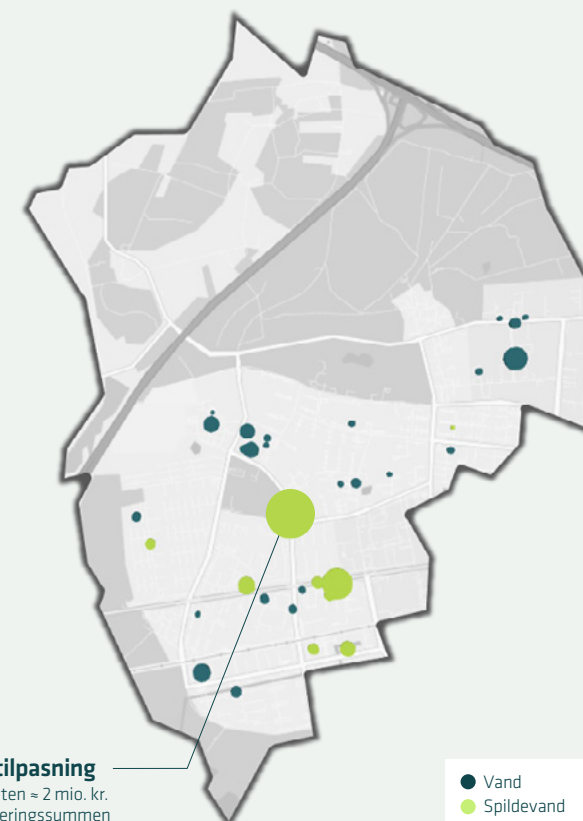 tilpasning
ten ≈ 2 mio. kr.
eringssummen
Vand
Spildevand